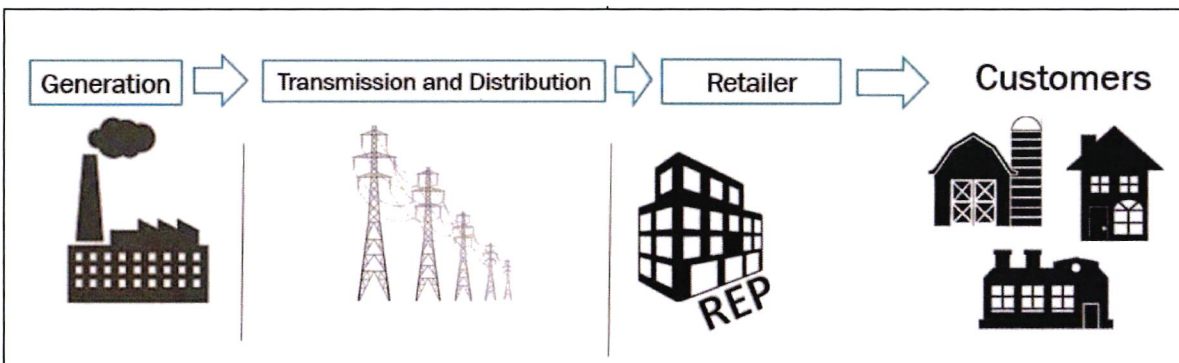 Generation
Transmission and Distribution
Retailer
Customers
REP